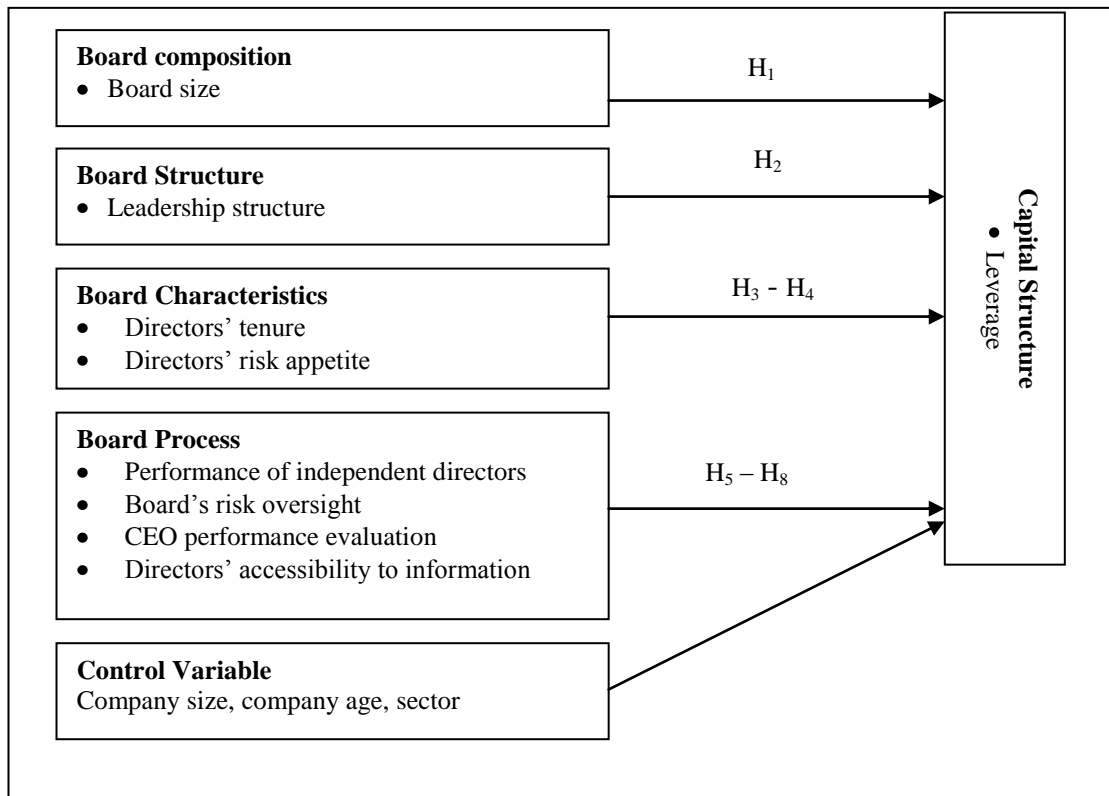 Board composition
• Board size
H₁
Board Structure
• Leadership structure
H₂
Board Characteristics
• Directors’ tenure
• Directors’ risk appetite
H₃ - H₄
Board Process
• Performance of independent directors
• Board’s risk oversight
• CEO performance evaluation
• Directors’ accessibility to information
H₅ – H₈
Control Variable
Company size, company age, sector
Capital Structure
• Leverage